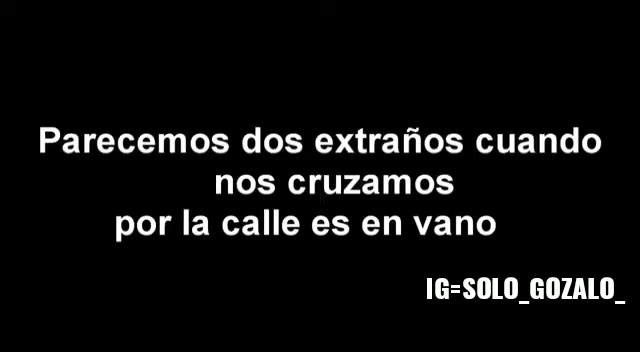 Parecemos dos extraños cuando
nos cruzamos
por la calle es en vano
IG=SOLO_GOZALO_